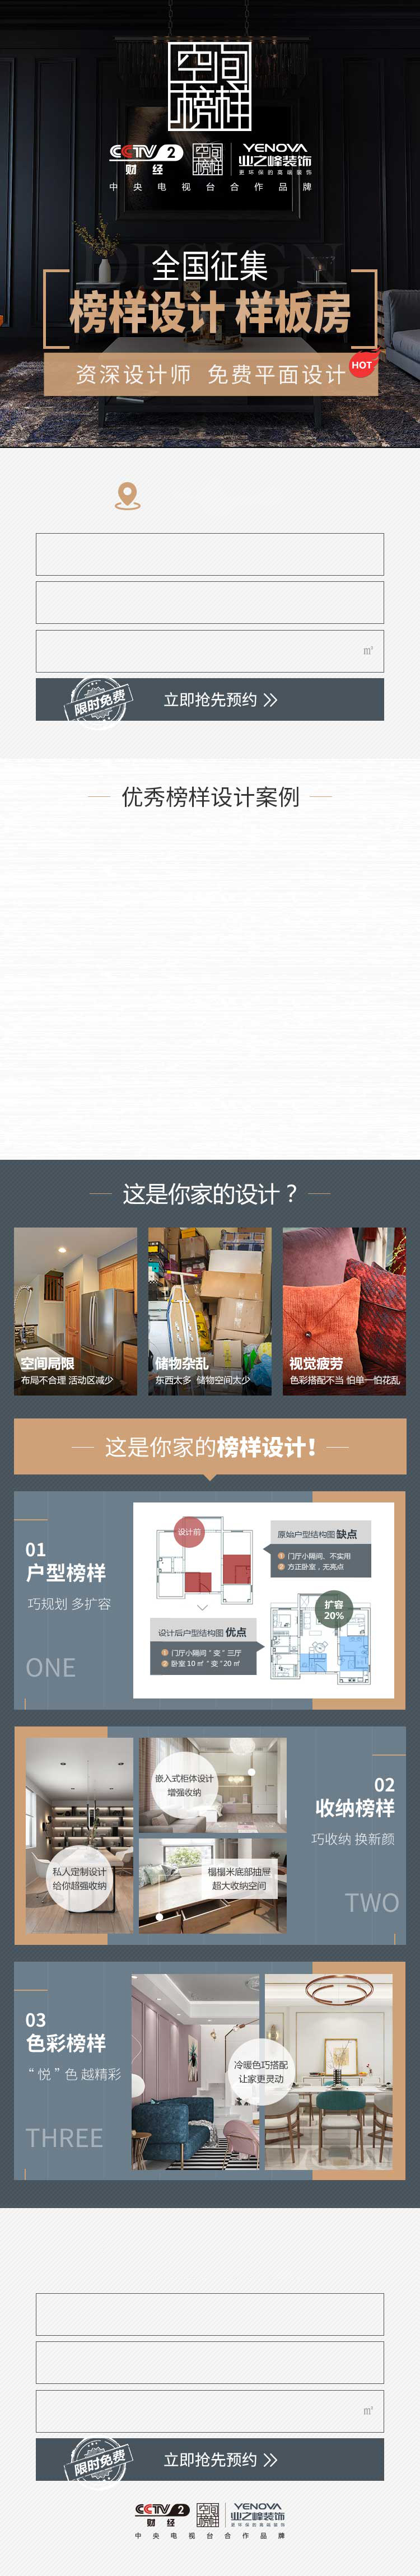 空间榜样
CCTV 2
财经
空间榜样
YENOVA
业之峰装饰
更环保的高端装饰
中央电视台合作品牌
DESIGN
全国征集
榜样设计 样板房
HOT
资深设计师 免费平面设计
㎡
限时免费
立即抢先预约
优秀榜样设计案例
这是你家的设计？
空间局限
布局不合理 活动区减少
储物杂乱
东西太多 储物空间太少
视觉疲劳
色彩搭配不当 怕单一怕花乱
这是你家的榜样设计！
01
户型榜样
巧规划 多扩容
ONE
设计前
原始户型结构图 缺点
1 门厅小隔间、不实用
2 方正卧室，无亮点
扩容
20%
设计后户型结构图 优点
1 门厅小隔间“变”三厅
2 卧室10㎡“变”20㎡
02
收纳榜样
巧收纳 换新颜
TWO
嵌入式柜体设计
增强收纳
私人定制设计
给你超强收纳
榻榻米底部抽屉
超大收纳空间
03
色彩榜样
“悦”色 越精彩
THREE
冷暖色巧搭配
让家更灵动
㎡
限时免费
立即抢先预约
CCTV 2
财经
空间榜样
YENOVA
业之峰装饰
更环保的高端装饰
中央电视台合作品牌